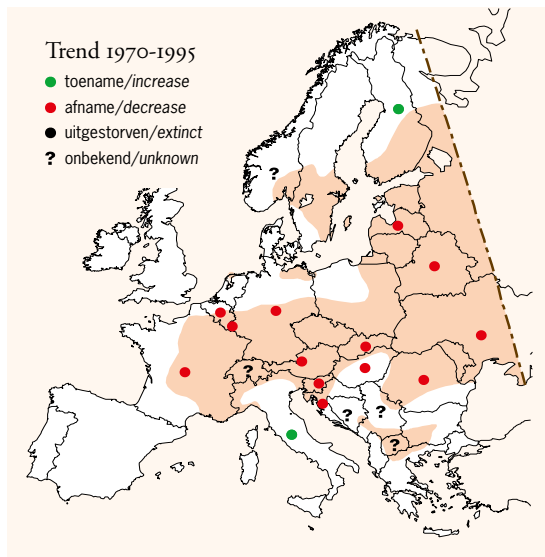 Trend 1970-1995
toename/increase
afname/decrease
uitgestorven/extinct
? onbekend/unknown
?
?
?
?
?